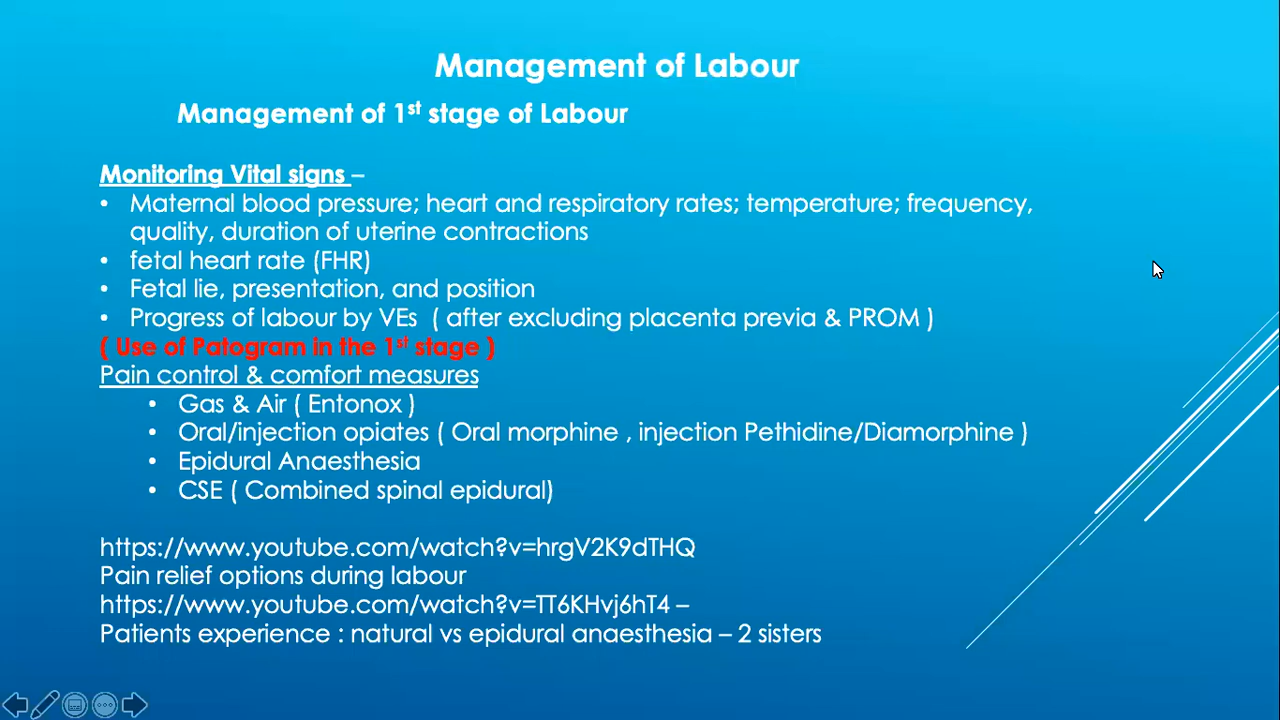 Management of Labour
Management of 1st stage of Labour
Monitoring Vital signs –
• Maternal blood pressure; heart and respiratory rates; temperature; frequency,
quality, duration of uterine contractions
• fetal heart rate (FHR)
• Fetal lie, presentation, and position
• Progress of labour by VEs ( after excluding placenta previa & PROM )
( Use of Patogram in the 1st stage )
Pain control & comfort measures
• Gas & Air ( Entonox )
• Oral/injection opiates ( Oral morphine , injection Pethidine/Diamorphine )
• Epidural Anaesthesia
• CSE ( Combined spinal epidural)
https://www.youtube.com/watch?v=hrgV2K9dTHQ
Pain relief options during labour
https://www.youtube.com/watch?v=TT6KHvj6hT4 –
Patients experience : natural vs epidural anaesthesia – 2 sisters